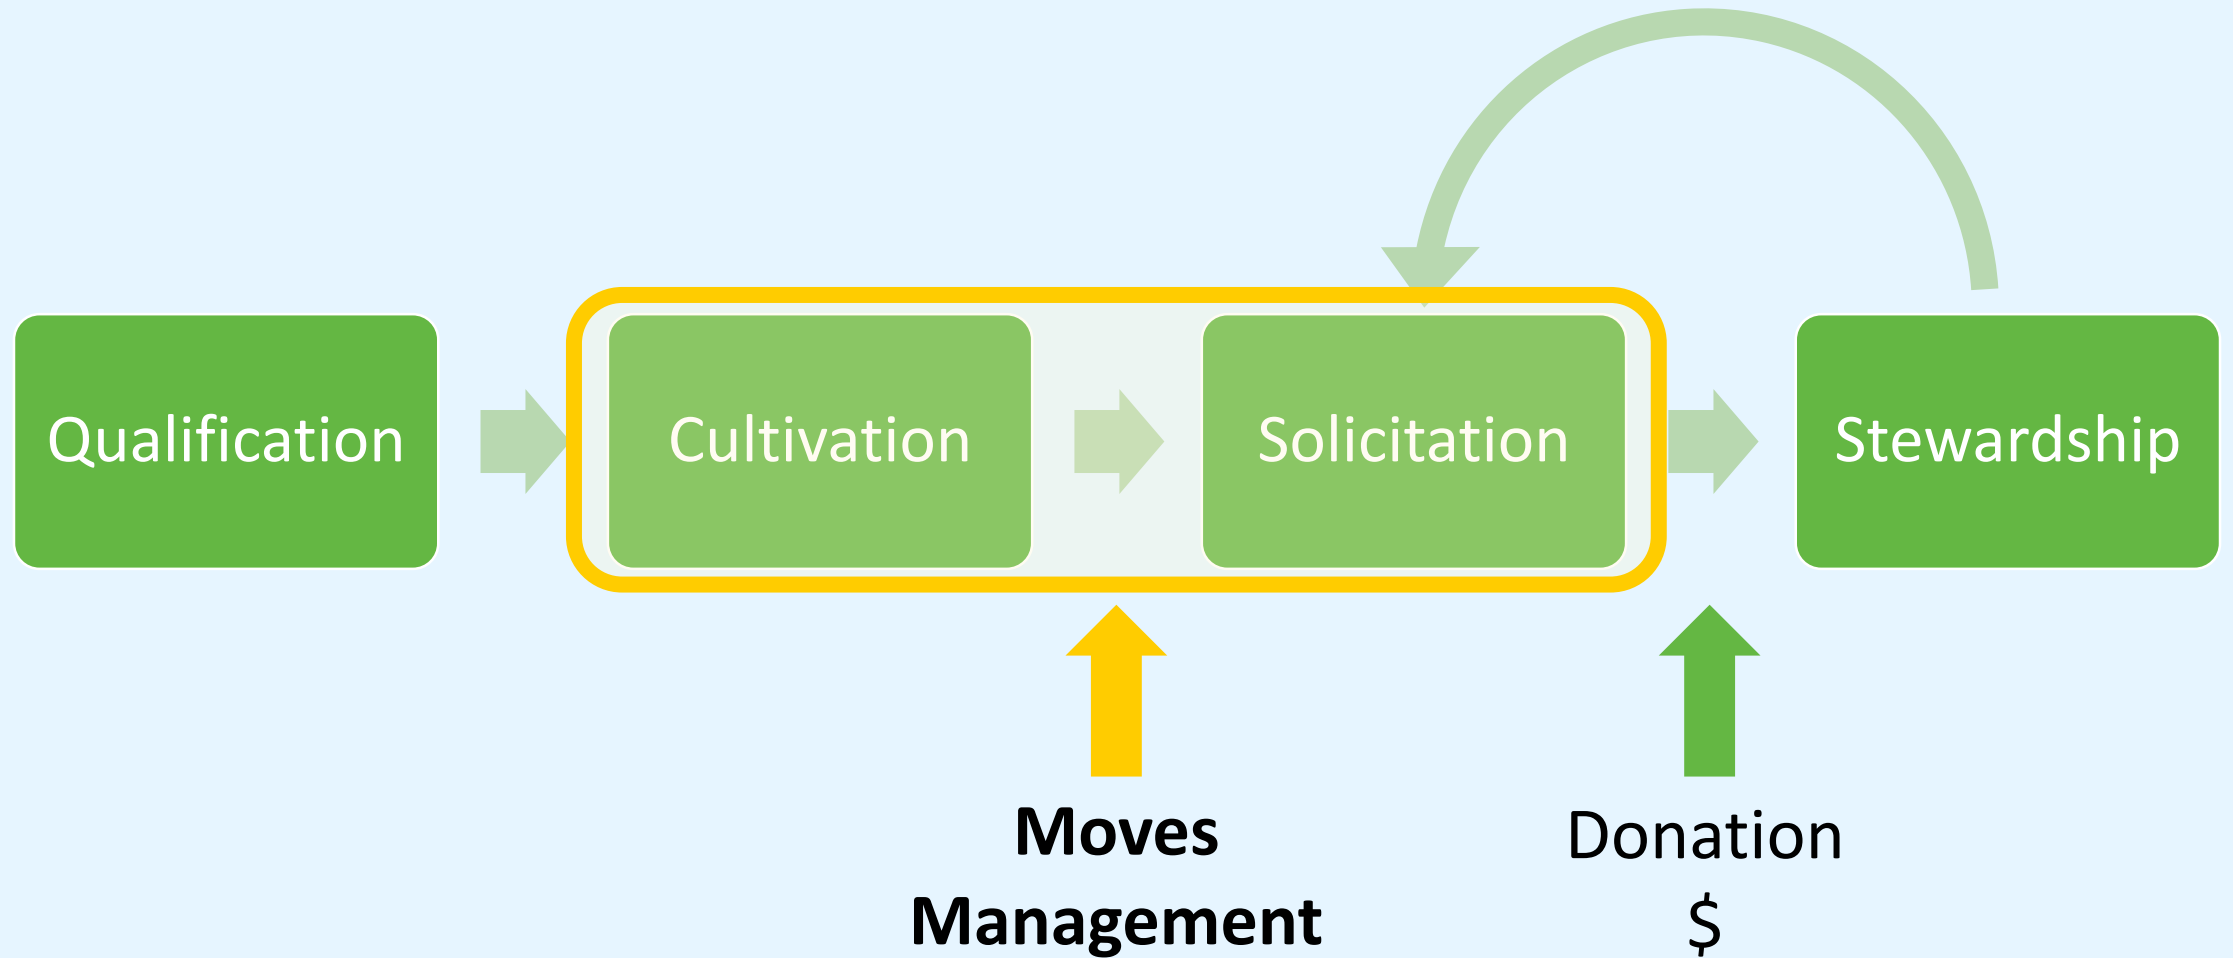 Qualification
Cultivation
Solicitation
Stewardship
Moves
Management
Donation
$